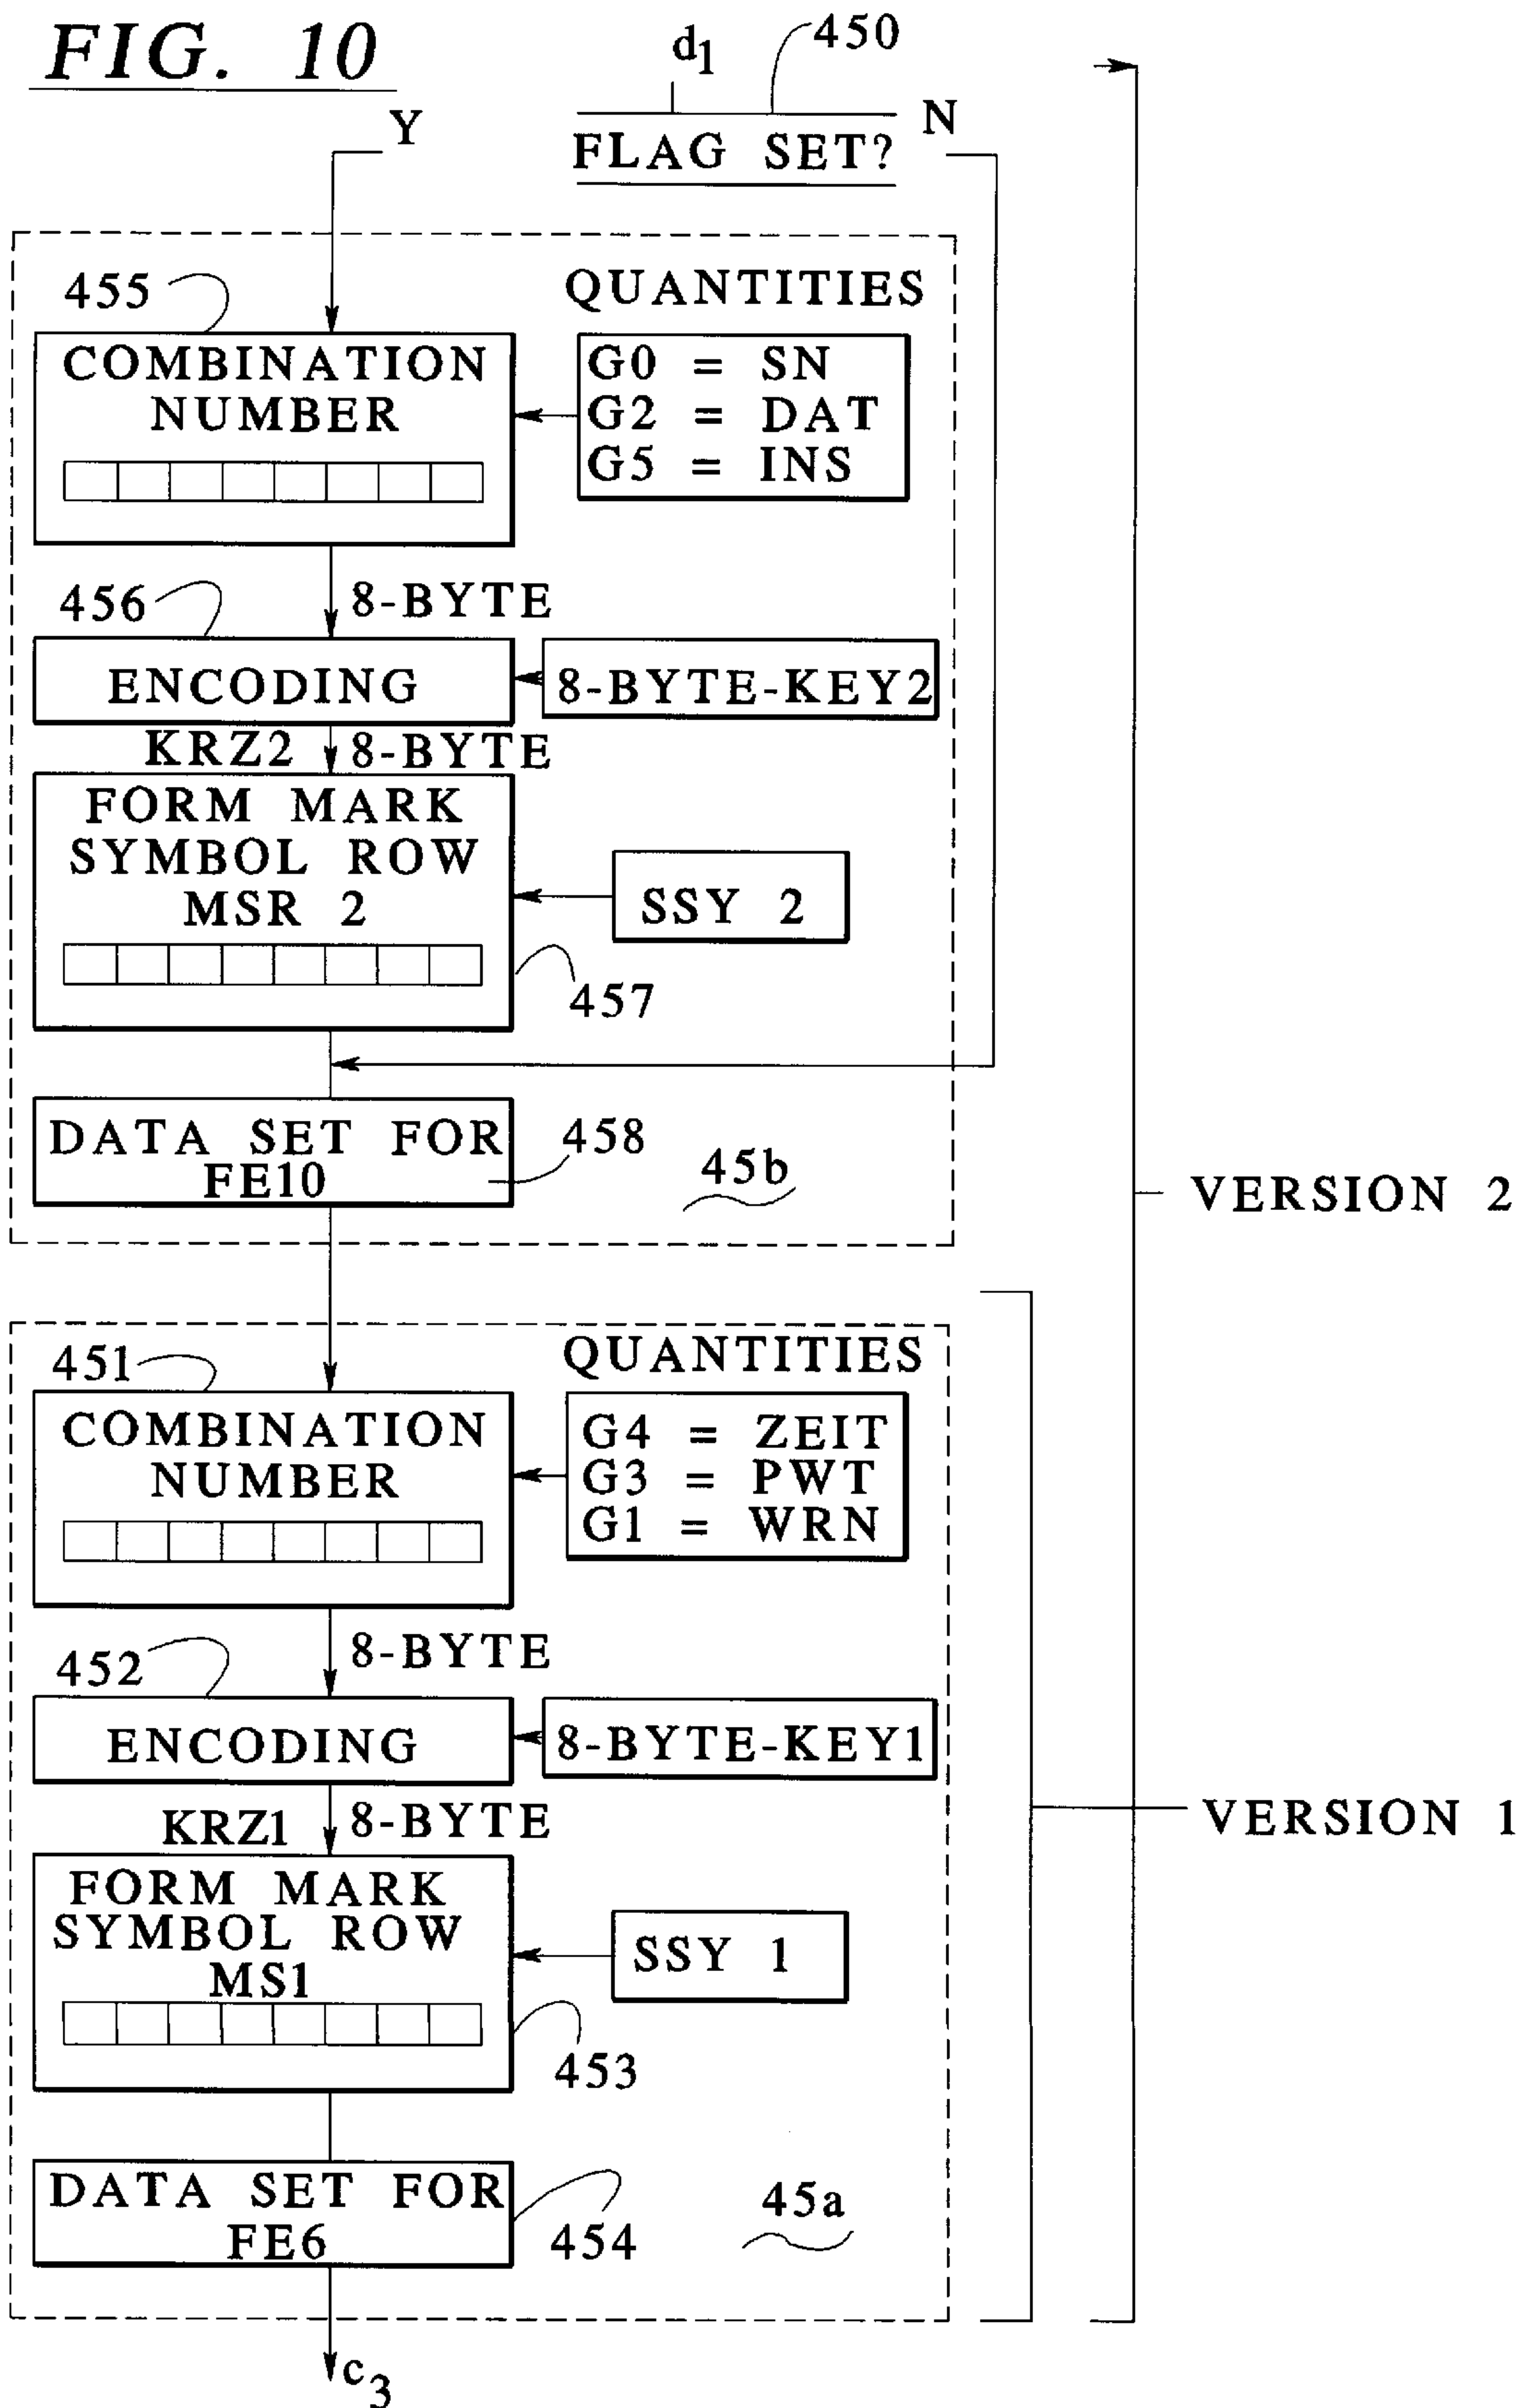 FIG. 10
d1
450
Y
FLAG SET?
N
455
QUANTITIES
COMBINATION
NUMBER
G0 = SN
G2 = DAT
G5 = INS
456
8-BYTE
ENCODING
8-BYTE-KEY2
KRZ2
8-BYTE
FORM MARK
SYMBOL ROW
MSR 2
SSY 2
457
DATA SET FOR
FE10
458
45b
VERSION 2
451
QUANTITIES
COMBINATION
NUMBER
G4 = ZEIT
G3 = PWT
G1 = WRN
452
8-BYTE
ENCODING
8-BYTE-KEY1
KRZ1
8-BYTE
VERSION 1
FORM MARK
SYMBOL ROW
MS1
SSY 1
453
DATA SET FOR
FE6
454
45a
c3